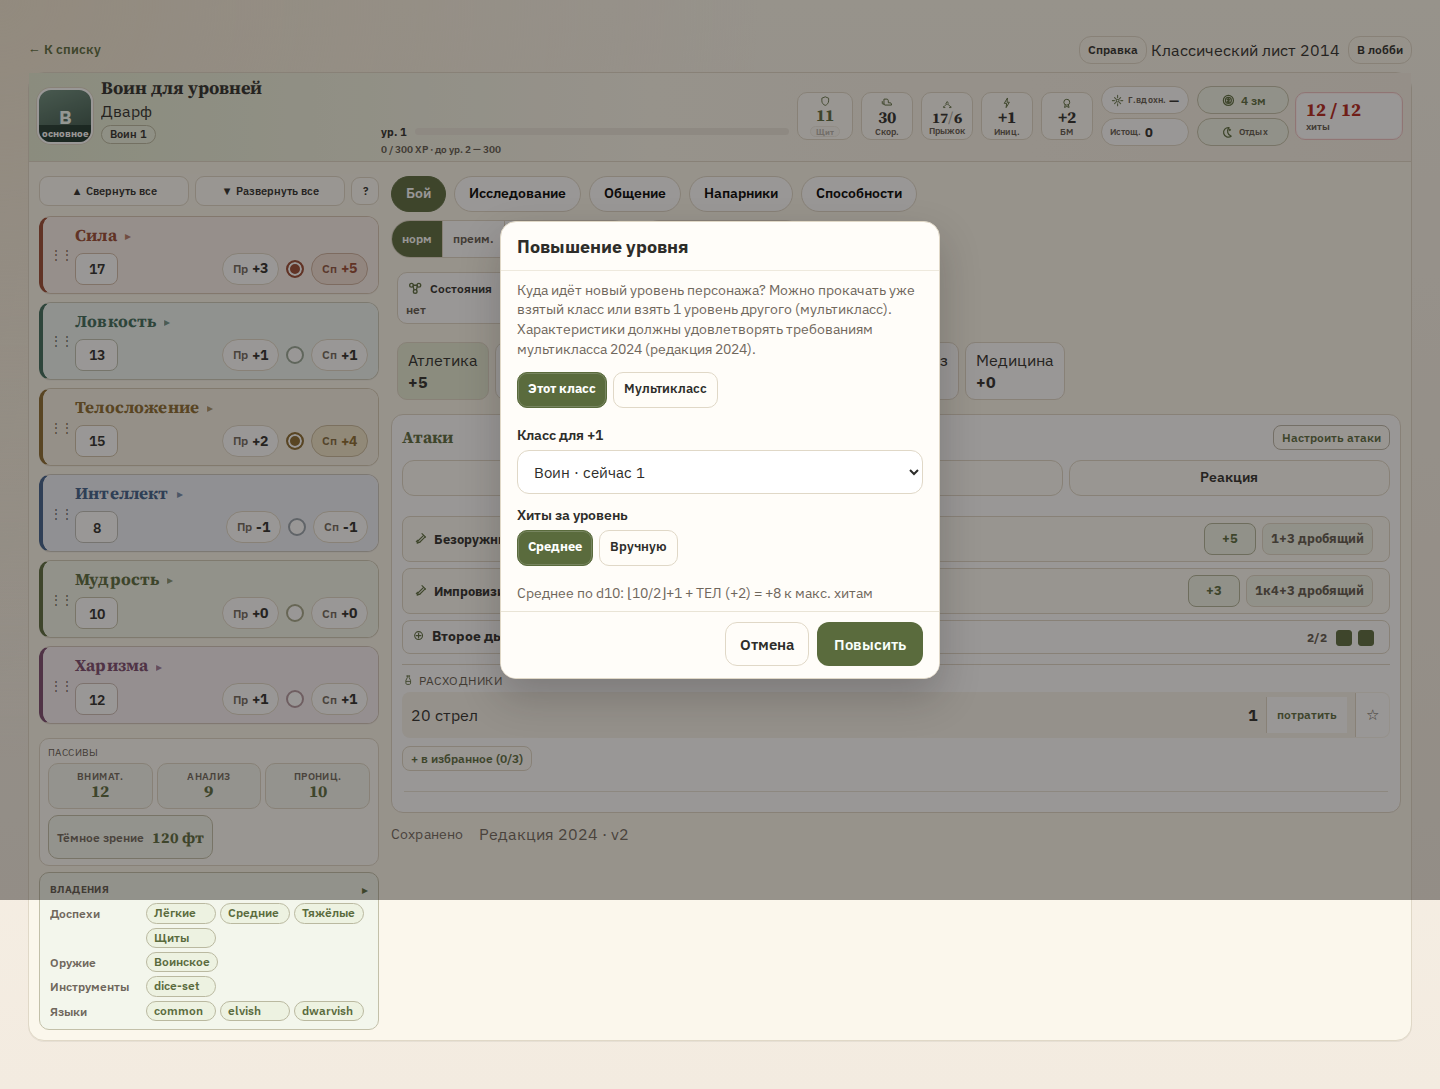 ← К списку
Справка
Классический лист 2014
В лобби
В
основное
Воин для уровней
Дварф
Воин 1
ур. 1
0 / 300 XP · до ур. 2 — 300
11
Щит
30
Скор.
17/6
Прыжок
+1
Иниц.
+2
БМ
Г.вдохн. —
Истощ. 0
4 зм
Отдых
12 / 12
хиты
▲ Свернуть все
▼ Развернуть все
?
Сила ▸
17
Пр +3
Сп +5
Ловкость ▸
13
Пр +1
Сп +1
Телосложение ▸
15
Пр +2
Сп +4
Интеллект ▸
8
Пр -1
Сп -1
Мудрость ▸
10
Пр +0
Сп +0
Харизма ▸
12
Пр +1
Сп +1
ПАССИВЫ
ВНИМАТ.
12
АНАЛИЗ
9
ПРОНИЦ.
10
Тёмное зрение 120 фт
ВЛАДЕНИЯ ▸
Доспехи
Лёгкие
Средние
Тяжёлые
Щиты
Оружие
Воинское
Инструменты
dice-set
Языки
common
elvish
dwarvish
Бой
Исследование
Общение
Напарники
Способности
норм
преим.
Состояния
нет
Атлетика
+5
Медицина
+0
Атаки
Настроить атаки
Реакция
+5
1+3 дробящий
+3
1к4+3 дробящий
Второе
2/2
РАСХОДНИКИ
20 стрел
1
потратить
☆
+ в избранное (0/3)
Сохранено
Редакция 2024 · v2
Повышение уровня
Куда идёт новый уровень персонажа? Можно прокачать уже
взятый класс или взять 1 уровень другого (мультикласс).
Характеристики должны удовлетворять требованиям
мультикласса 2024 (редакция 2024).
Этот класс
Мультикласс
Класс для +1
Воин · сейчас 1
Хиты за уровень
Среднее
Вручную
Среднее по d10: ⌊10/2⌋+1 + ТЕЛ (+2) = +8 к макс. хитам
Отмена
Повысить